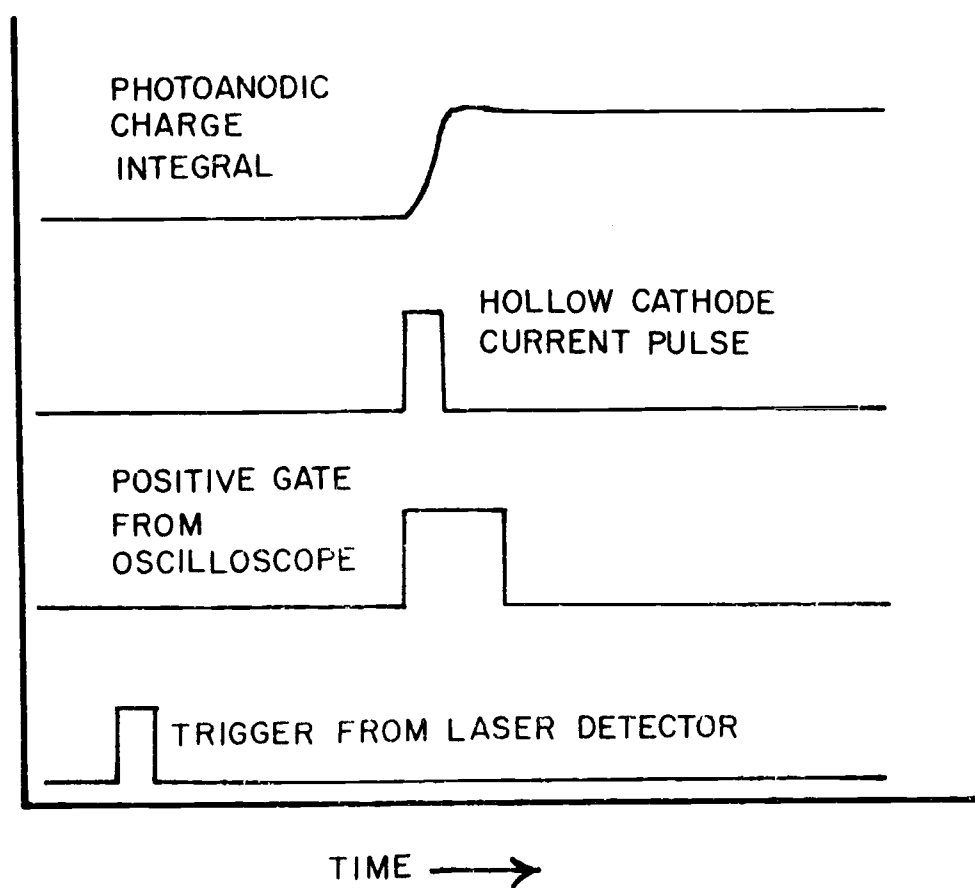 PHOTOANODIC
CHARGE
INTEGRAL
HOLLOW CATHODE
CURRENT PULSE
POSITIVE GATE
FROM
OSCILLOSCOPE
TRIGGER FROM LASER DETECTOR
TIME